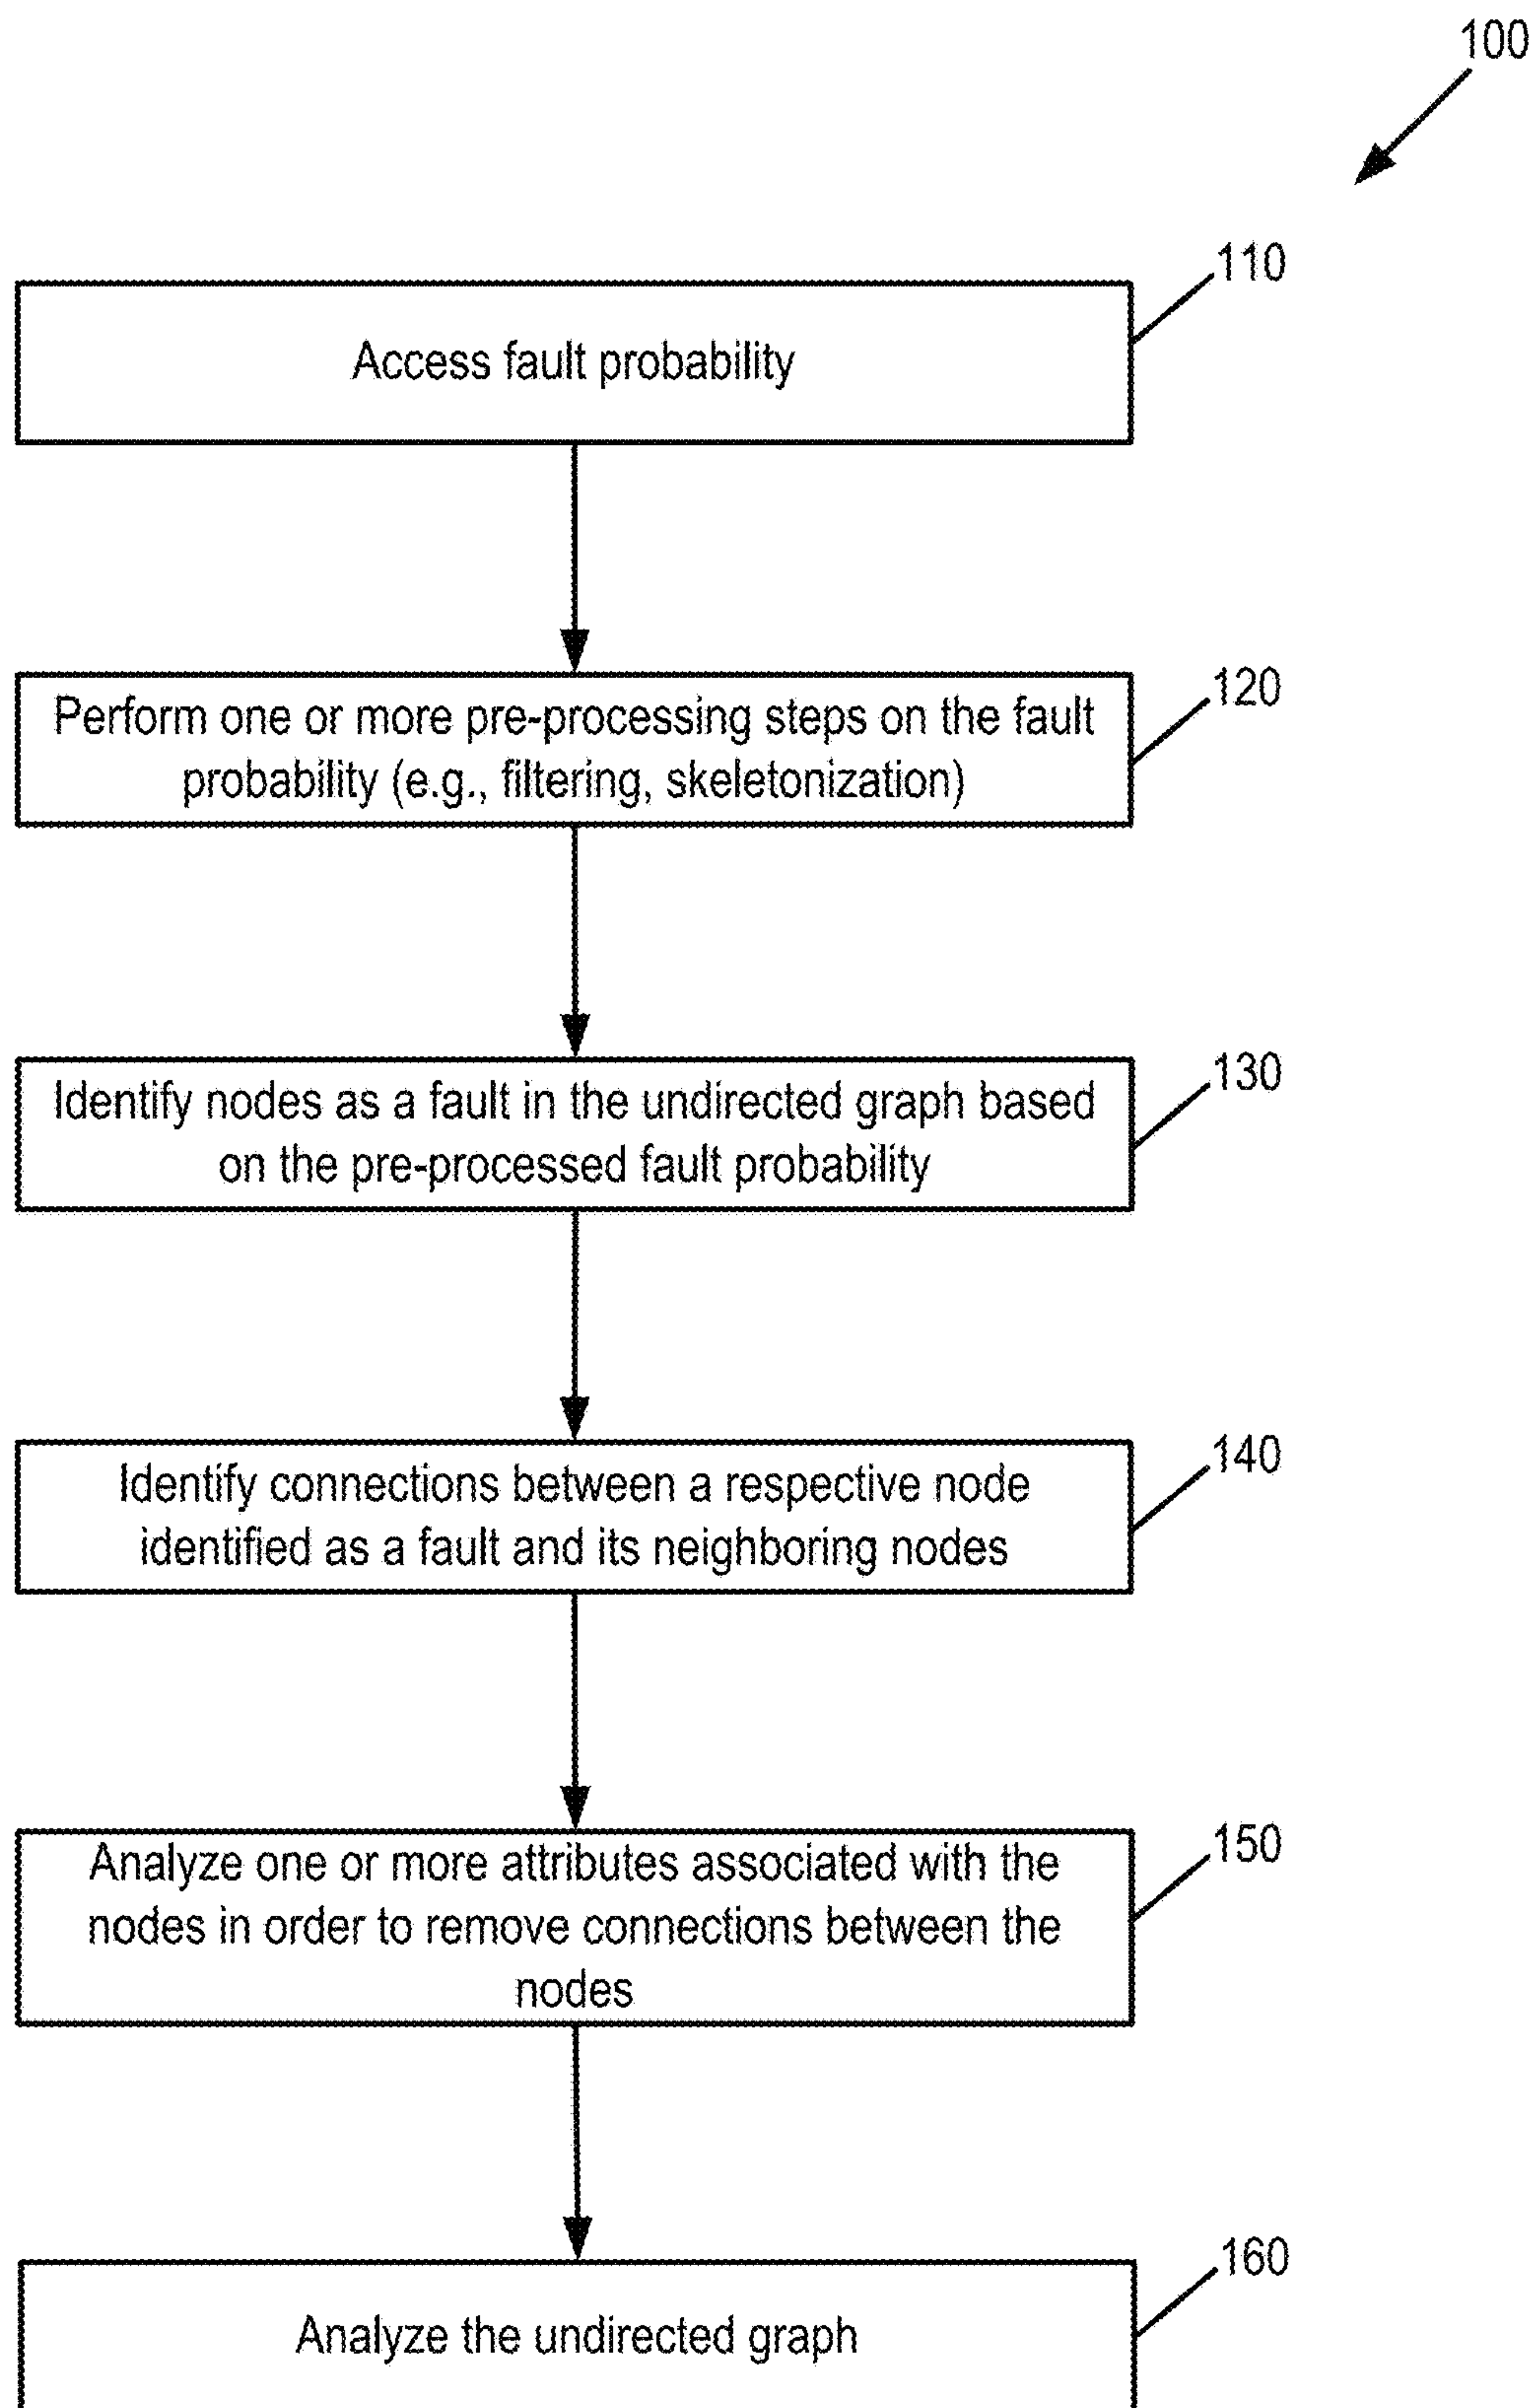 100
110
Access fault probability
120
Perform one or more pre-processing steps on the fault
probability (e.g., filtering, skeletonization)
130
Identify nodes as a fault in the undirected graph based
on the pre-processed fault probability
140
Identify connections between a respective node
identified as a fault and its neighboring nodes
150
Analyze one or more attributes associated with the
nodes in order to remove connections between the
nodes
160
Analyze the undirected graph